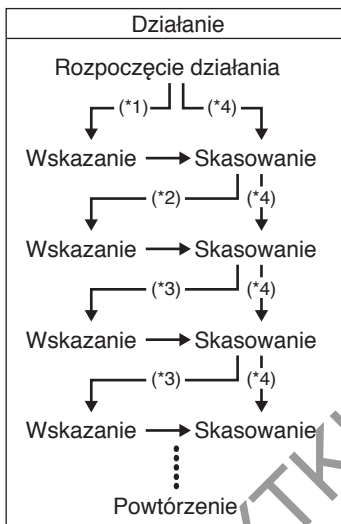 Działanie
Rozpoczęcie działania
(*1) (*4)
Wskazanie Skasowanie
(*2) (*4)
Wskazanie Skasowanie
(*3) (*4)
Wskazanie Skasowanie
(*3) (*4)
Wskazanie Skasowanie
Powtórzenie